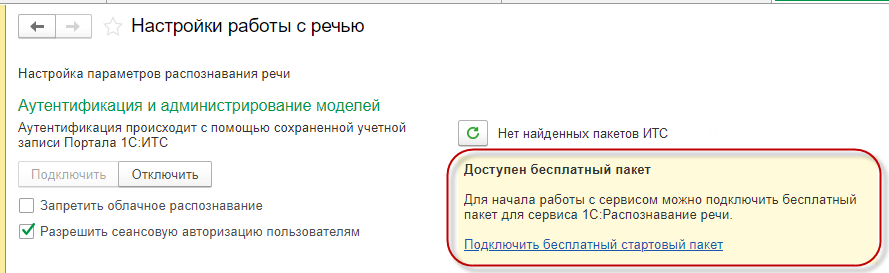 Настройки работы с речью
Настройка параметров распознавания речи
Аутентификация и администрирование моделей
Аутентификация происходит с помощью сохраненной учетной
записи Портала 1С:ИТС
Подключить Отключить
Запретить облачное распознавание
Разрешить сеансовую авторизацию пользователям
Нет найденных пакетов ИТС
Доступен бесплатный пакет
Для начала работы с сервисом можно подключить бесплатный
пакет для сервиса 1С:Распознавание речи.
Подключить бесплатный стартовый пакет